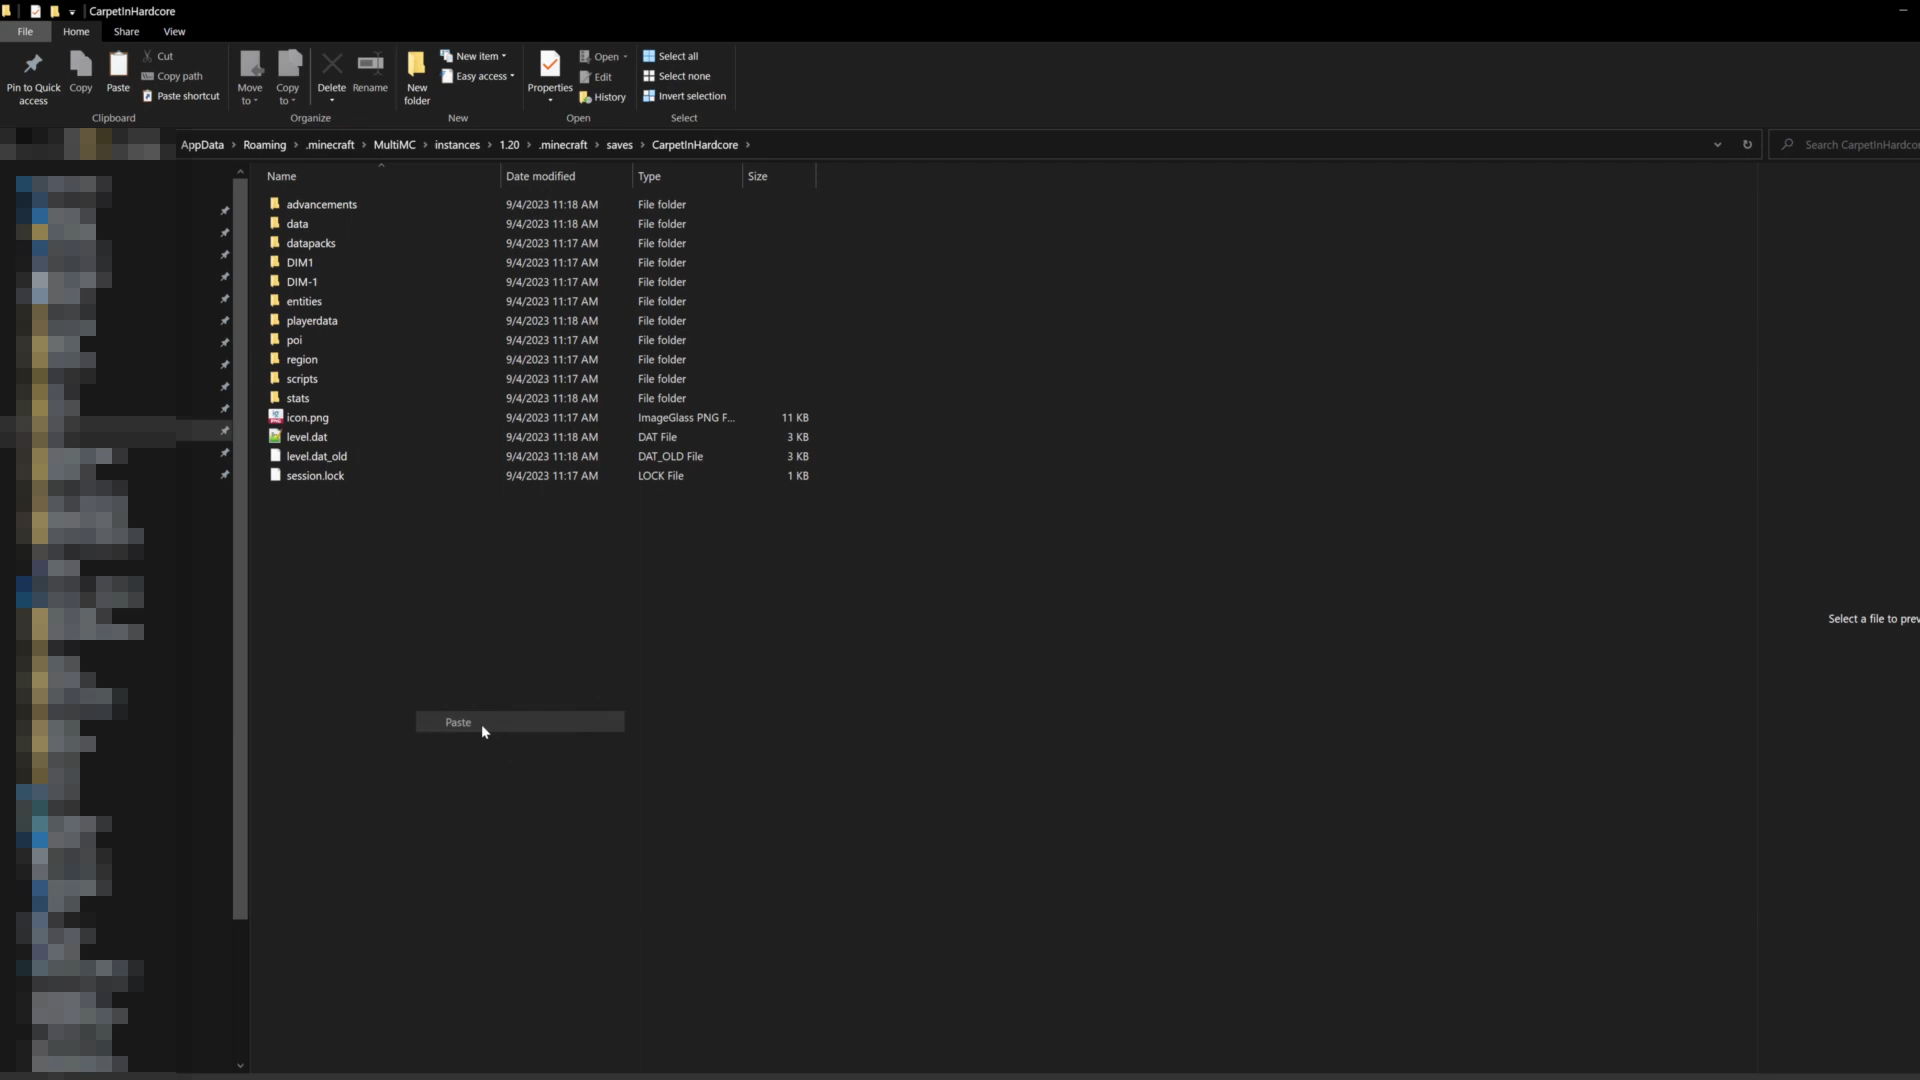 CarpetInHardcore
File Home Share View
Pin to Quick access
Copy
Paste
Cut
Copy path
Paste shortcut
Clipboard
Move to
Copy to
Delete
Rename
Organize
New folder
New item
Easy access
New
Properties
Open
Edit
History
Open
Select all
Select none
Invert selection
Select
AppData > Roaming > .minecraft > MultiMC > instances > 1.20 > .minecraft > saves > CarpetInHardcore >
Search CarpetInHardcor
Name Date modified Type Size
advancements 9/4/2023 11:18 AM File folder
data 9/4/2023 11:18 AM File folder
datapacks 9/4/2023 11:17 AM File folder
DIM1 9/4/2023 11:17 AM File folder
DIM-1 9/4/2023 11:17 AM File folder
entities 9/4/2023 11:17 AM File folder
playerdata 9/4/2023 11:18 AM File folder
poi 9/4/2023 11:17 AM File folder
region 9/4/2023 11:17 AM File folder
scripts 9/4/2023 11:17 AM File folder
stats 9/4/2023 11:18 AM File folder
icon.png 9/4/2023 11:17 AM ImageGlass PNG F... 11 KB
level.dat 9/4/2023 11:18 AM DAT File 3 KB
level.dat_old 9/4/2023 11:18 AM DAT_OLD File 3 KB
session.lock 9/4/2023 11:17 AM LOCK File 1 KB
Select a file to prev
Paste